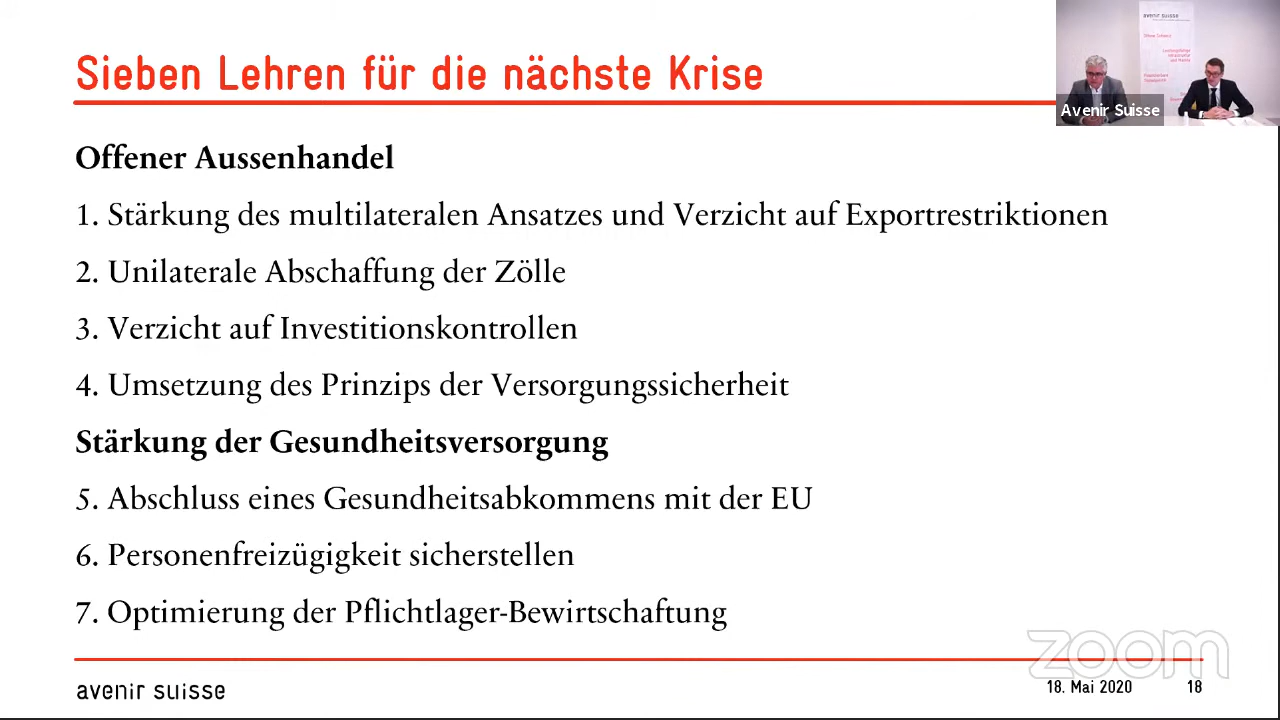 Sieben Lehren für die nächste Krise
avenir suisse
Avenir Suisse
Offener Aussenhandel
1. Stärkung des multilateralen Ansatzes und Verzicht auf Exportrestriktionen
2. Unilaterale Abschaffung der Zölle
3. Verzicht auf Investitionskontrollen
4. Umsetzung des Prinzips der Versorgungssicherheit
Stärkung der Gesundheitsversorgung
5. Abschluss eines Gesundheitsabkommens mit der EU
6. Personenfreizügigkeit sicherstellen
7. Optimierung der Pflichtlager-Bewirtschaftung
zoom
avenir suisse
18. Mai 2020
18